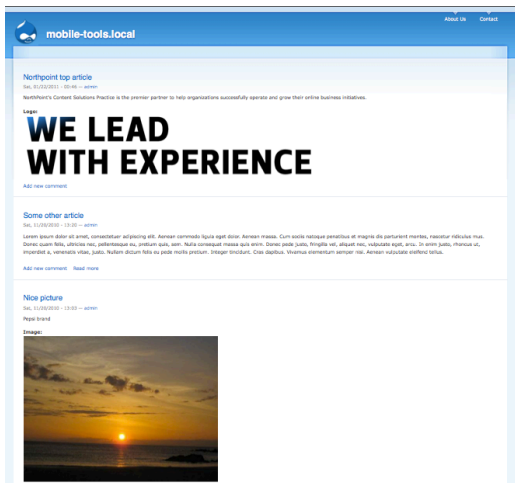 About Us Contact
mobile-tools.local
Northpoint top article
Sat, 01/22/2011 - 00:46 — admin
NorthPoint's Content Solutions Practice is the premier partner to help organizations successfully operate and grow their online business initiatives.
Logo:
WE LEAD
WITH EXPERIENCE
Add new comment
Some other article
Sat, 11/20/2010 - 13:26 — admin
Lorem ipsum dolor sit amet, consectetuer adipiscing elit. Aenean commodo ligula eget dolor. Aenean massa. Cum sociis natoque penatibus et magnis dis parturient montes, nascetur ridiculus mus.
Donec quam felis, ultricies nec, pellentesque eu, pretium quis, sem. Nulla consequat massa quis enim. Donec pede justo, fringilla vel, aliquet nec, vulputate eget, arcu. In enim justo, rhoncus ut,
imperdiet a, venenatis vitae, justo. Nullam dictum felis eu pede mollis pretium. Integer tincidunt. Cras dapibus. Vivamus elementum semper nisi. Aenean vulputate eleifend tellus.
Add new comment Read more
Nice picture
Sat, 11/20/2010 - 13:03 — admin
Pepsi brand
Image: